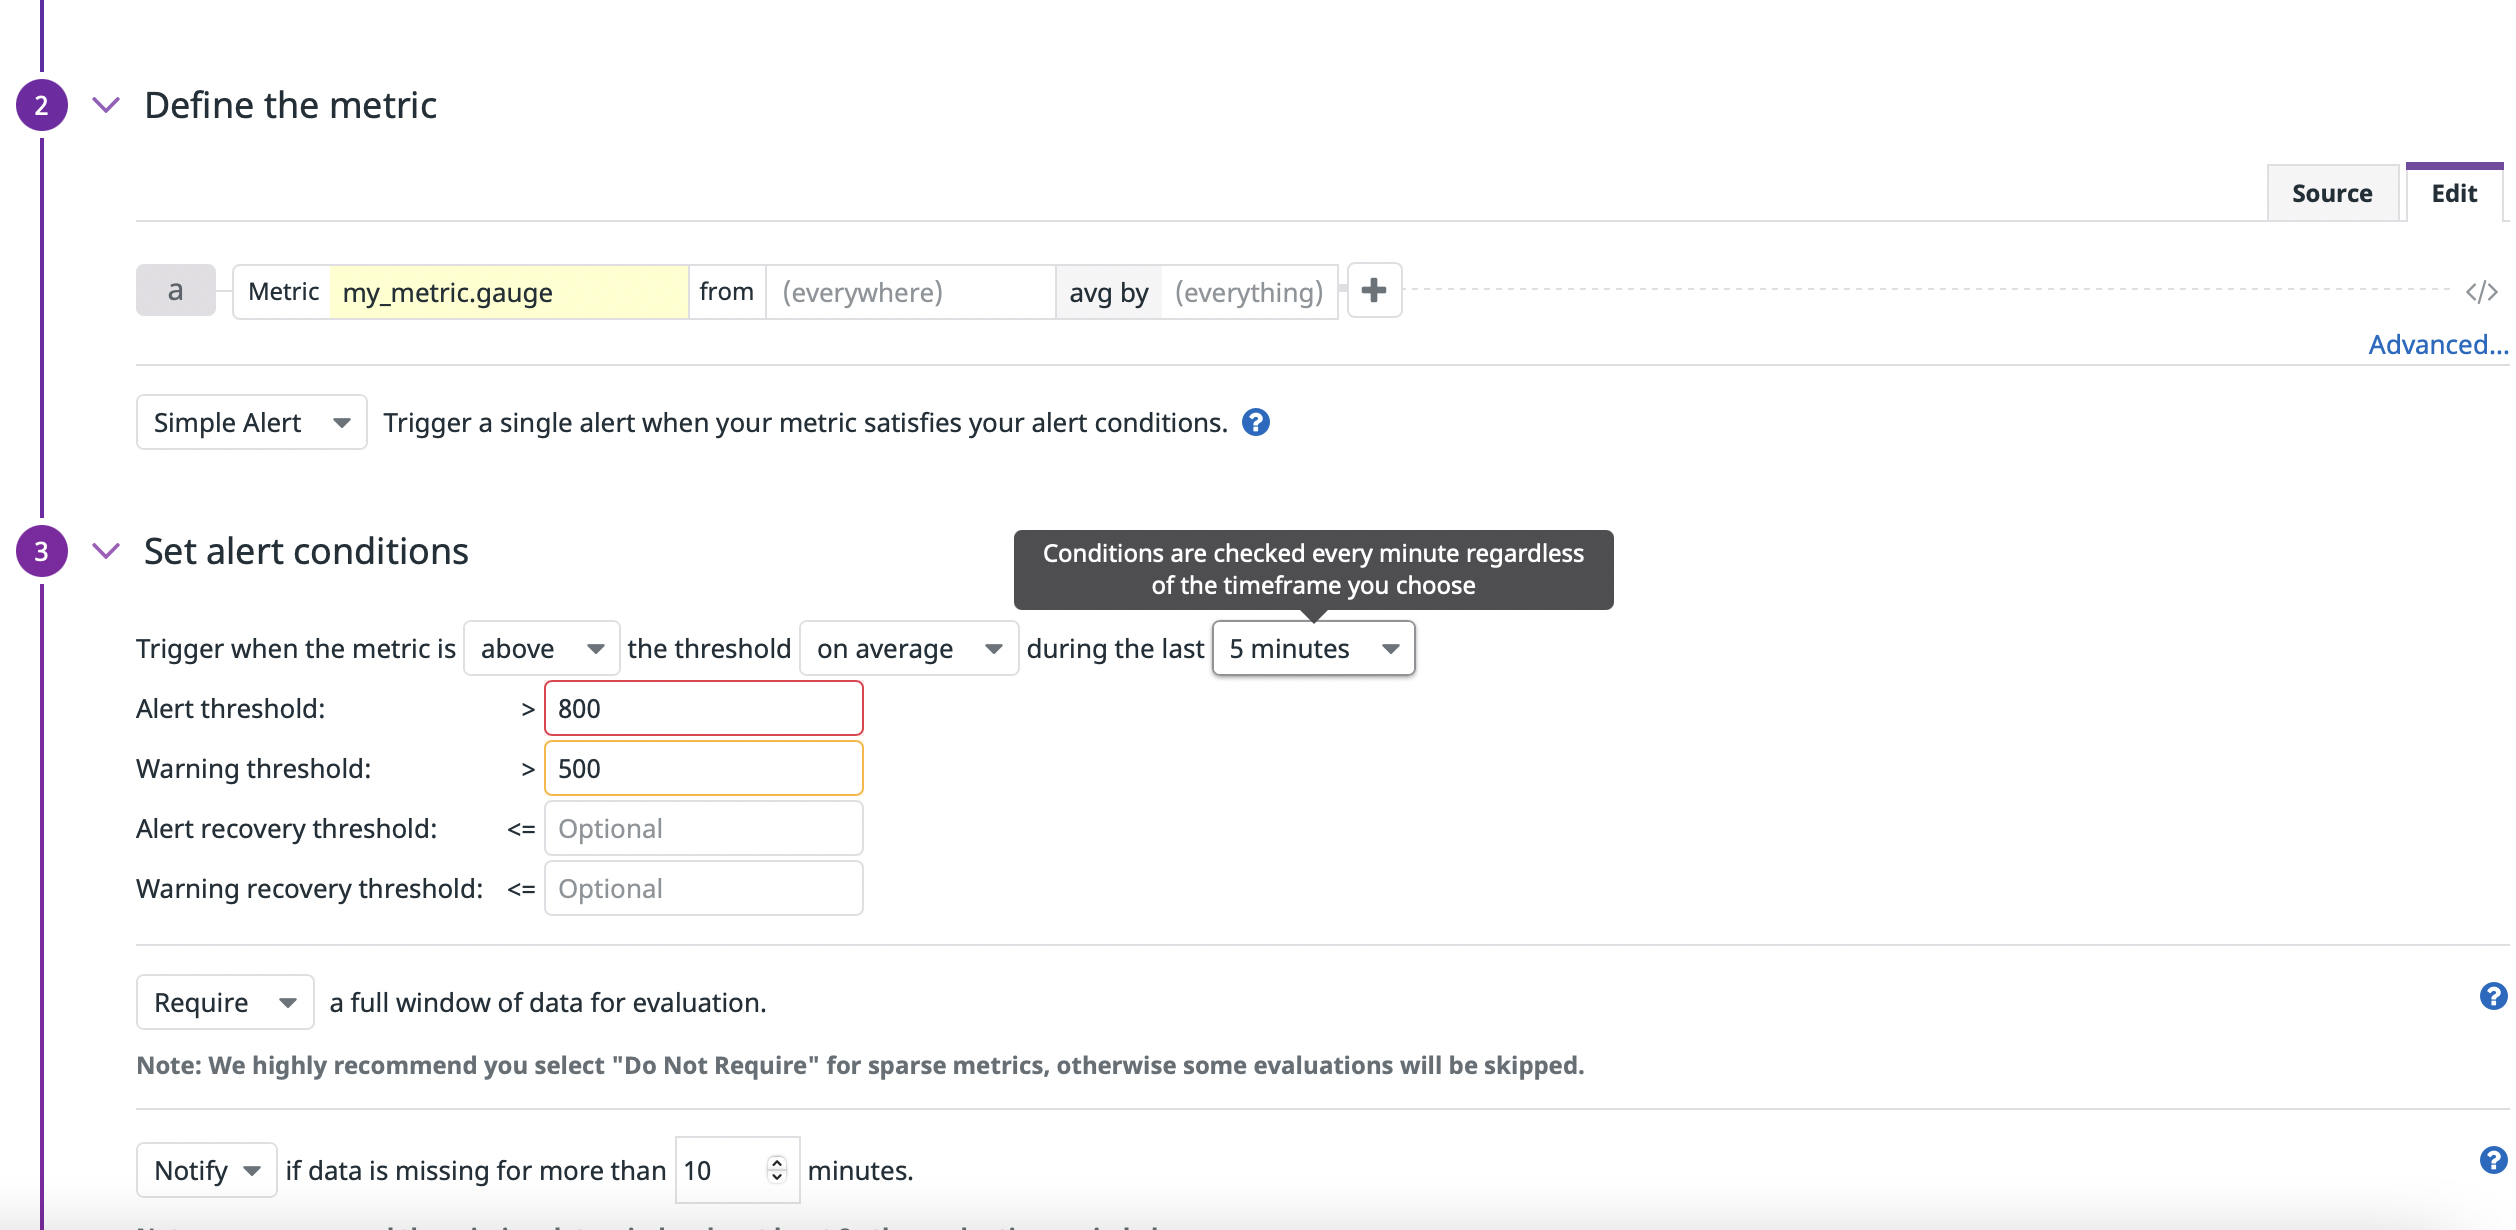 2 Define the metric
Source Edit
a Metric my_metric.gauge from (everywhere) avg by (everything) + </>
Advanced...
Simple Alert Trigger a single alert when your metric satisfies your alert conditions. ?
3 Set alert conditions
Conditions are checked every minute regardless
of the timeframe you choose
Trigger when the metric is above the threshold on average during the last 5 minutes
Alert threshold: > 800
Warning threshold: > 500
Alert recovery threshold: <= Optional
Warning recovery threshold: <= Optional
Require a full window of data for evaluation. ?
Note: We highly recommend you select "Do Not Require" for sparse metrics, otherwise some evaluations will be skipped.
Notify if data is missing for more than 10 minutes. ?